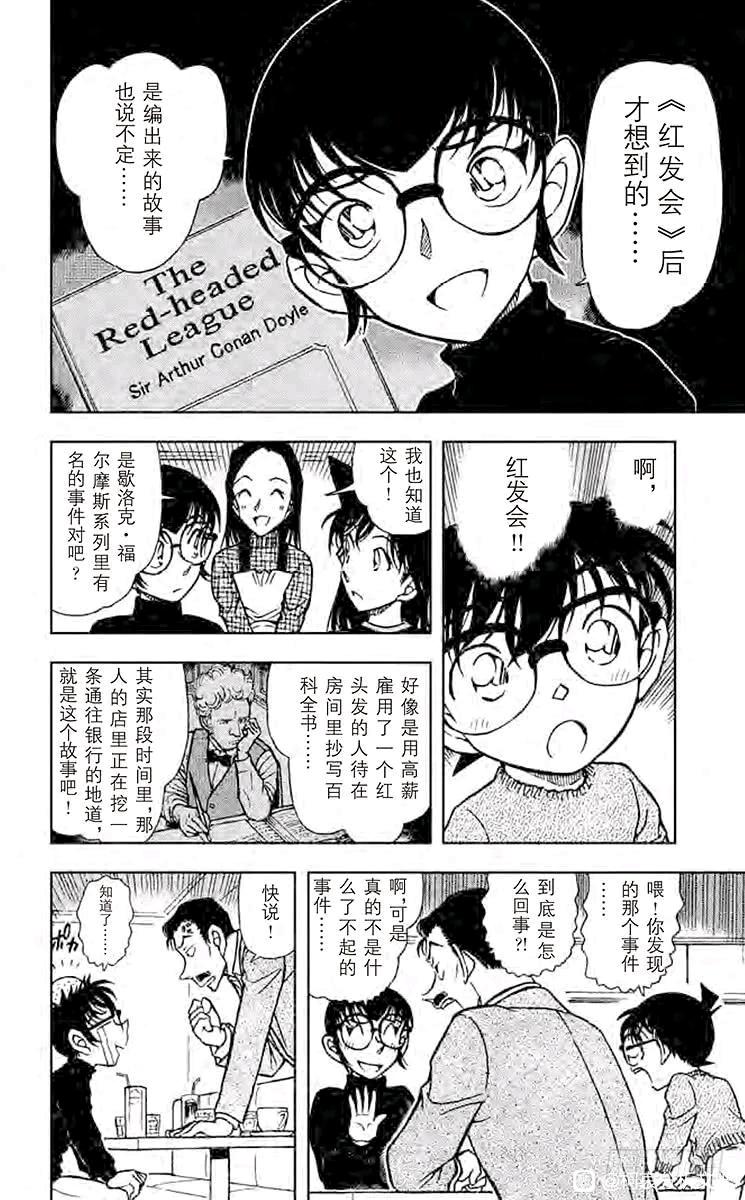 《红发会》后
才想到的……
是编出来的故事
也说不定……
The
Red-headed
League
Sir Arthur Conan Doyle
啊，
红发会!!
我也知道
这个！
是歇洛克·福
尔摩斯系列里有
名的事件对吧？
好像是用高薪
雇用了一个红
头发的人待在
房间里抄写百
科全书……
其实那段时间里，那
人的店里正在挖一
条通往银行的地道，
就是这个故事吧！
喂！你发现
的那个事件
……
到底是怎
么回事?!
啊，可是
真的不是什
么了不起的
事件……
快说！
知道了……
ポカ